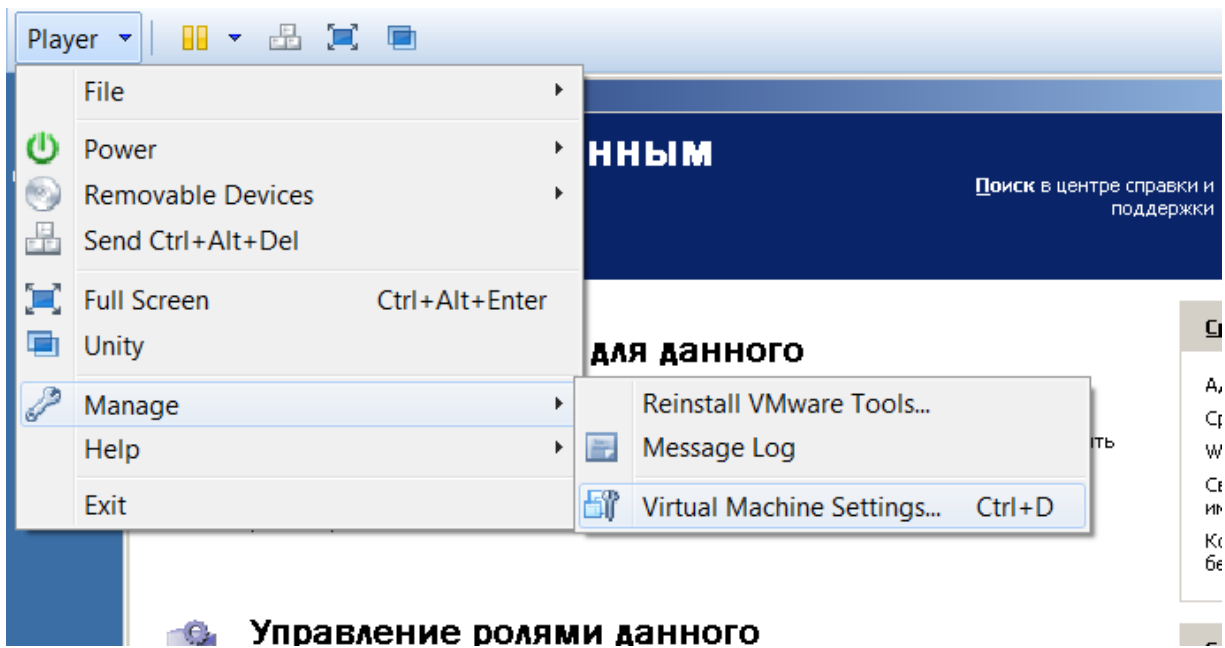 Player
File
нным
Power
Поиск в центре справки и
поддержки
Removable Devices
Send Ctrl+Alt+Del
Full Screen Ctrl+Alt+Enter
Unity
для данного
Manage
Reinstall VMware Tools...
Help
Message Log
Exit
Virtual Machine Settings... Ctrl+D
Управление ролями данного